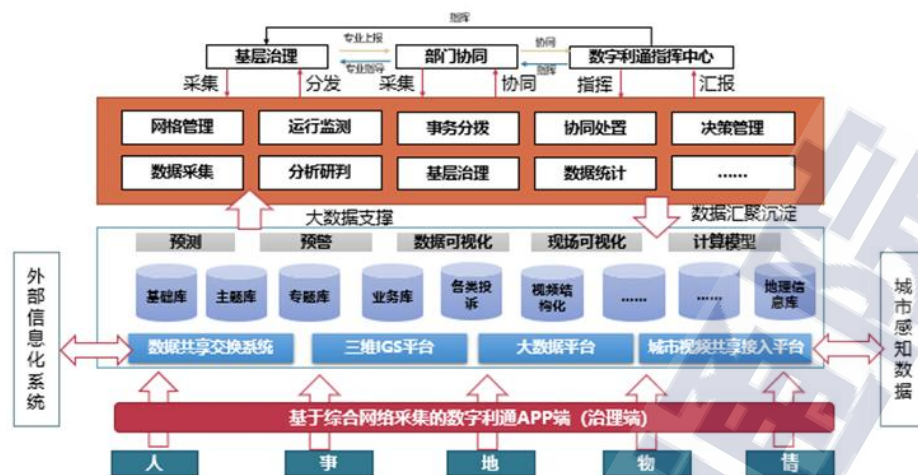 指挥
专业上报
协同
基层治理
部门协同
数字利通指挥中心
专业指导
指挥
采集
分发
采集
协同
指挥
汇报
网格管理
运行监测
事务分拨
协同处置
决策管理
数据采集
分析研判
基层治理
数据统计
......
大数据支撑
数据汇聚沉淀
预测
预警
数据可视化
现场可视化
计算模型
外部信息化系统
基础库
主题库
专题库
业务库
各类投
诉
视频结
构化
......
......
地理信
息库
城市感知数据
数据共享交换系统
三维IGS平台
大数据平台
城市视频共享接入平台
基于综合网络采集的数字利通APP端（治理端）
人
事
地
物
情